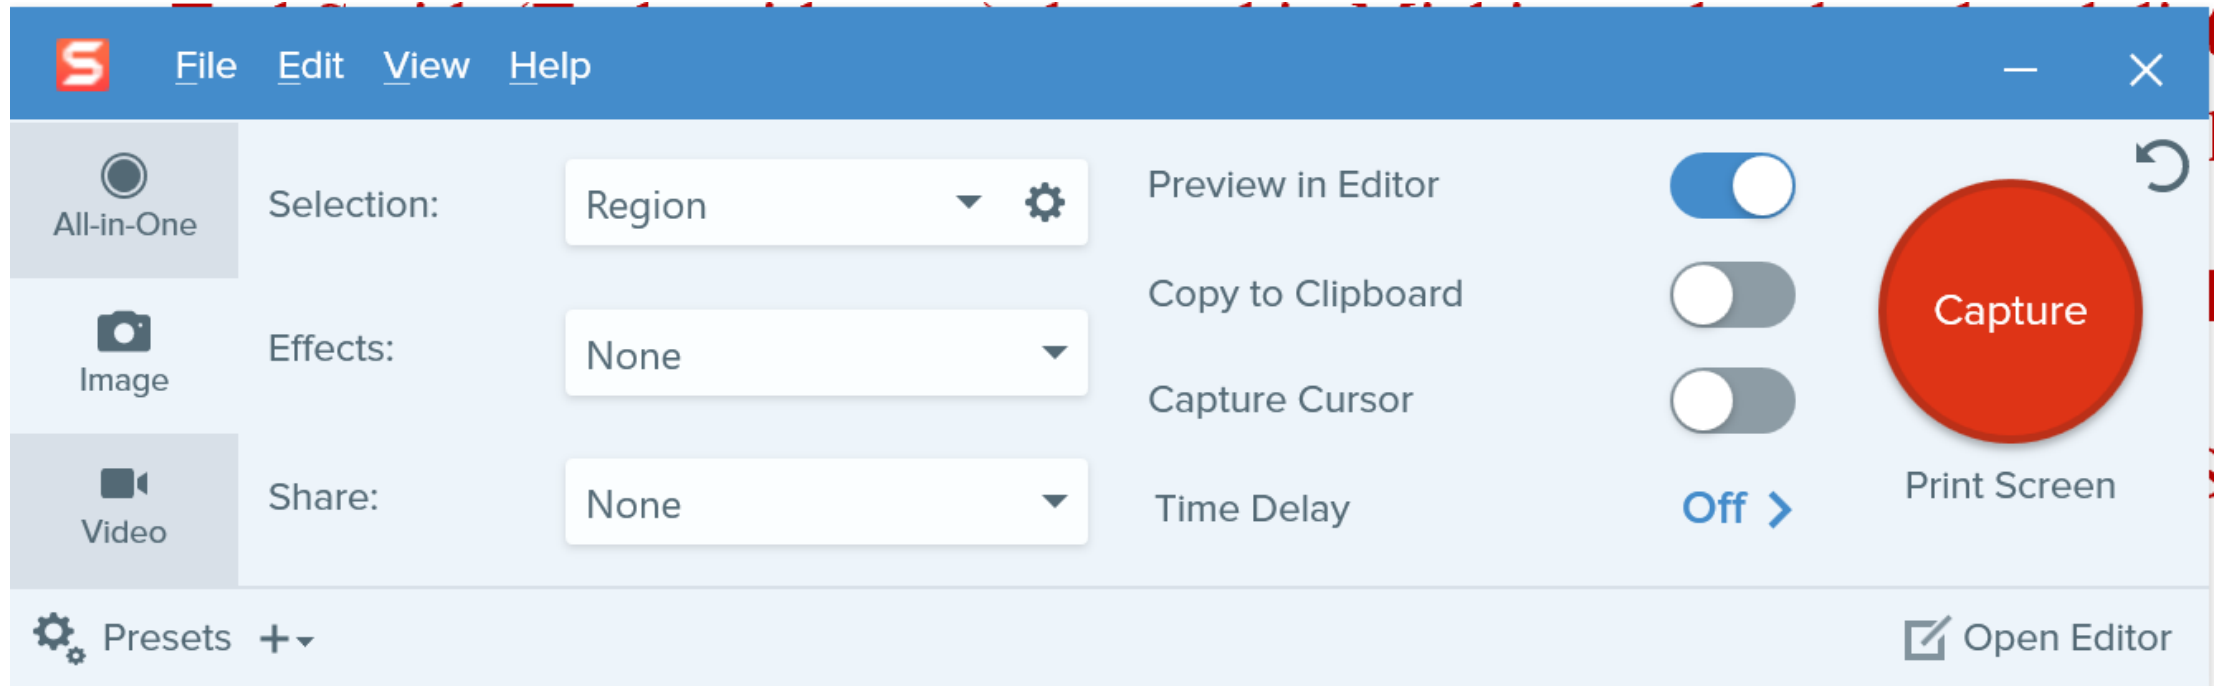 File Edit View Help
All-in-One
Image
Video
Selection:
Region
Effects:
None
Share:
None
Preview in Editor
Copy to Clipboard
Capture Cursor
Time Delay
Off
Capture
Print Screen
Presets
Open Editor